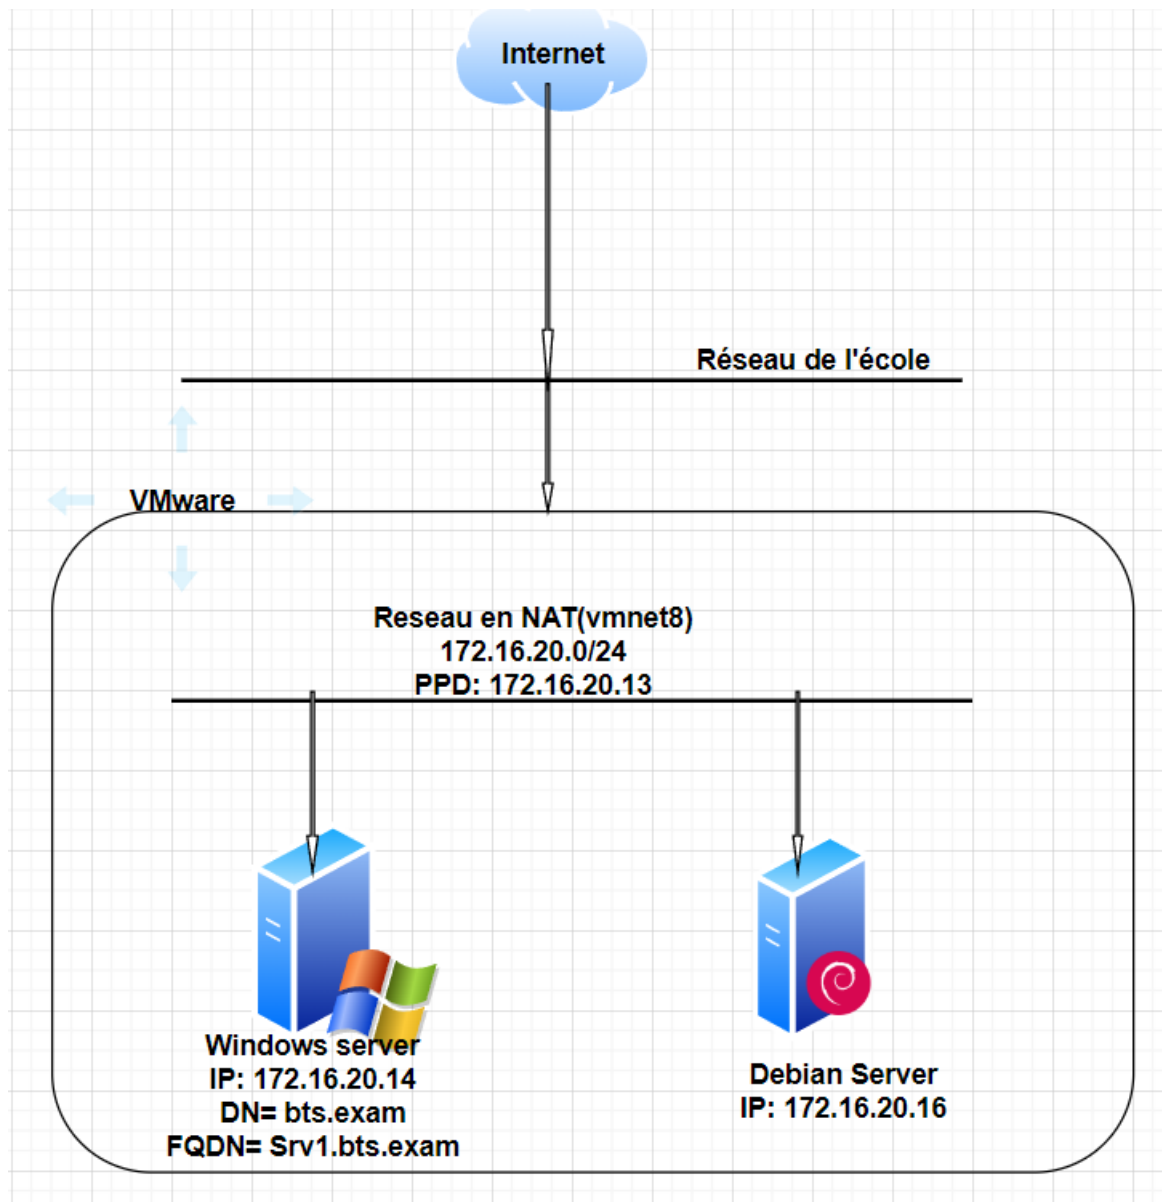 Internet
Réseau de l'école
VMware
Reseau en NAT(vmnet8)
172.16.20.0/24
PPD: 172.16.20.13
Windows server
IP: 172.16.20.14
DN= bts.exam
FQDN= Srv1.bts.exam
Debian Server
IP: 172.16.20.16